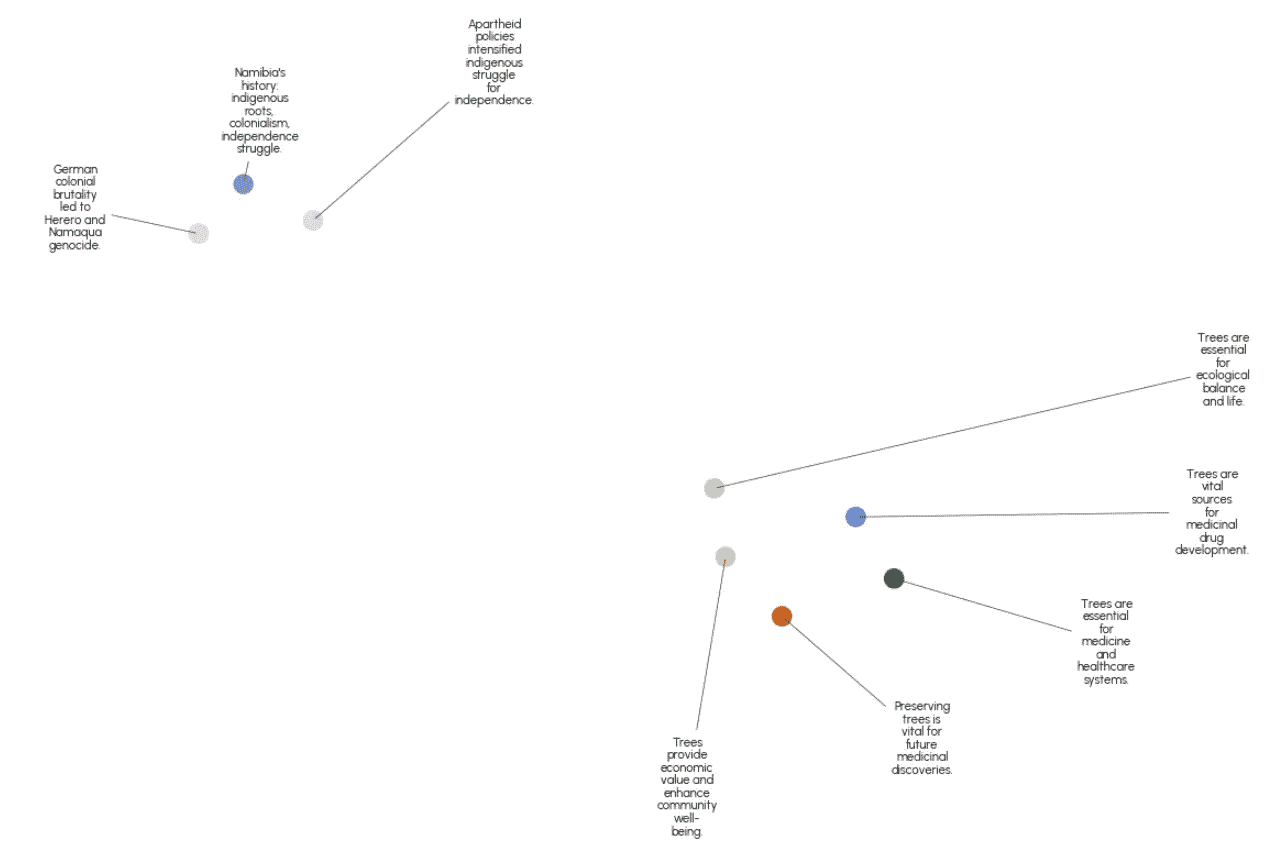 Apartheid
policies
intensified
indigenous
struggle
for
independence.
Namibia's
history:
indigenous
roots,
colonialism,
independence
struggle.
German
colonial
brutality
led to
Herero and
Namaqua
genocide.
Trees are
essential
for
ecological
balance
and life.
Trees are
vital
sources
for
medicinal
drug
development.
Trees are
essential
for
medicine
and
healthcare
systems.
Preserving
trees is
vital for
future
medicinal
discoveries.
Trees
provide
economic
value and
enhance
community
well-
being.